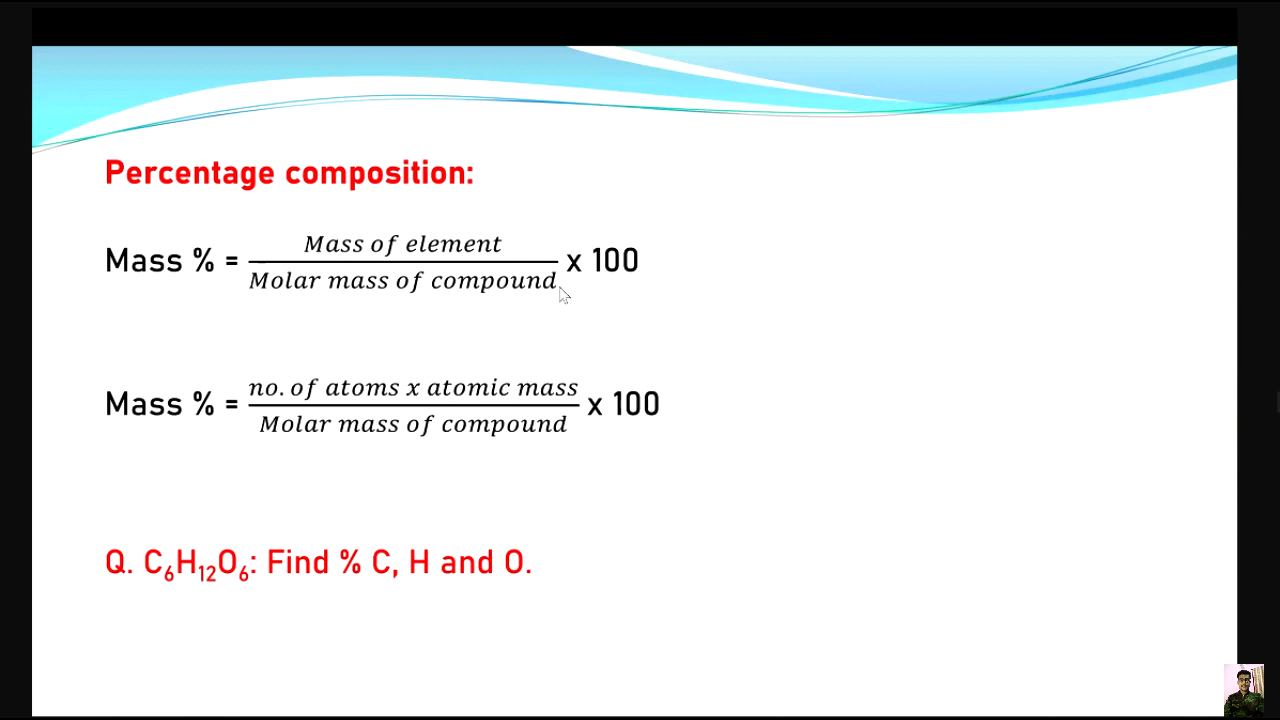 Percentage composition:
Mass % = Mass of element / Molar mass of compound x 100
Mass % = no. of atoms x atomic mass / Molar mass of compound x 100
Q. C₆H₁₂O₆: Find % C, H and O.